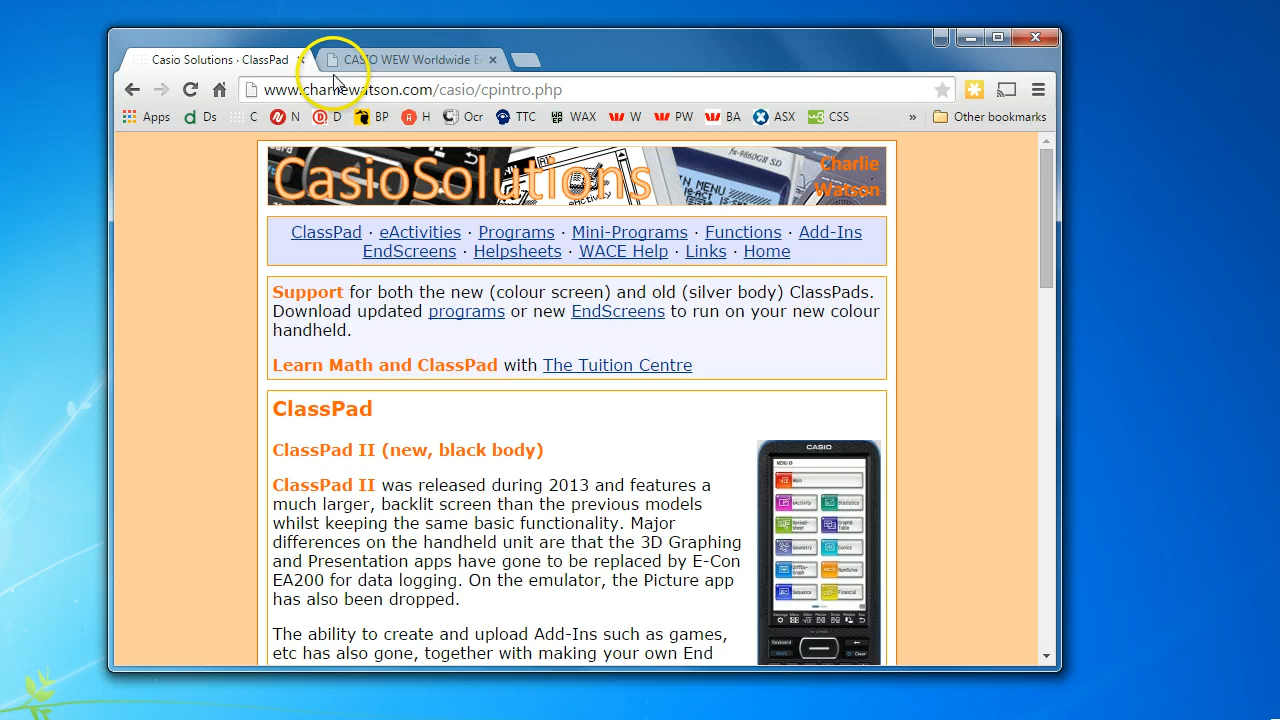 Casio Solutions · ClassPad
CASIO WEW Worldwide E
www.charliewatson.com/casio/cpintro.php
Apps Ds C N D BP H Ocr TTC WAX W PW BA ASX CSS » Other bookmarks
CasioSolutions
Charlie
Watson
fx-9860GII SD
MAIN MENU
eActivity
ClassPad · eActivities · Programs · Mini-Programs · Functions · Add-Ins
EndScreens · Helpsheets · WACE Help · Links · Home
Support for both the new (colour screen) and old (silver body) ClassPads.
Download updated programs or new EndScreens to run on your new colour
handheld.
Learn Math and ClassPad with The Tuition Centre
ClassPad
ClassPad II (new, black body)
ClassPad II was released during 2013 and features a
much larger, backlit screen than the previous models
whilst keeping the same basic functionality. Major
differences on the handheld unit are that the 3D Graphing
and Presentation apps have gone to be replaced by E-Con
EA200 for data logging. On the emulator, the Picture app
has also been dropped.
The ability to create and upload Add-Ins such as games,
etc has also gone, together with making your own End
CASIO
MENU
Main
eActivity Statistics
Geometry Conics
NumSolve
Sequence Financial
Keyboard
Clear